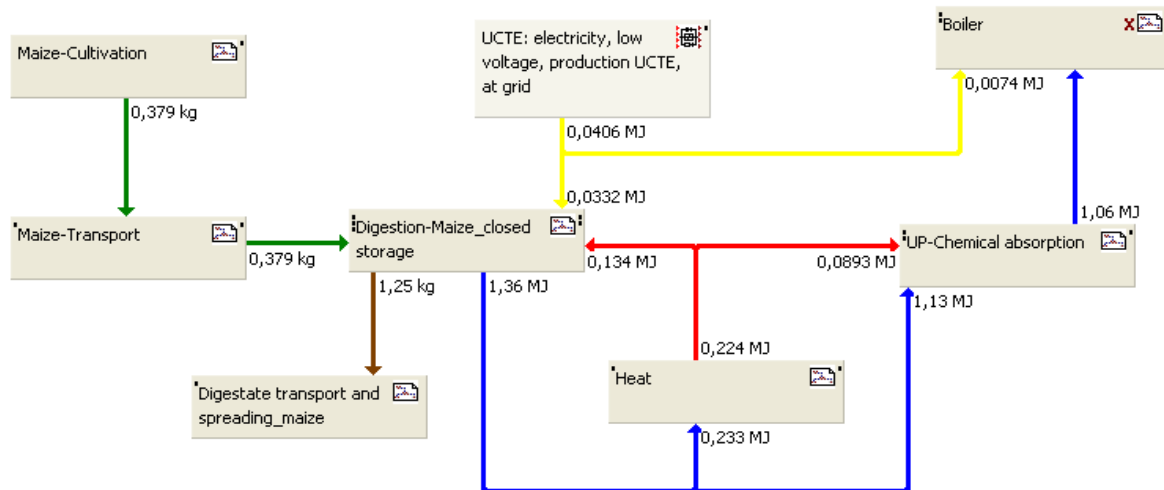 Maize-Cultivation
UCTE: electricity, low
voltage, production UCTE,
at grid
Boiler
X
0,379 kg
0,0406 MJ
0,0074 MJ
0,0332 MJ
Maize-Transport
0,379 kg
Digestion-Maize_closed
storage
0,134 MJ
0,0893 MJ
1,06 MJ
UP-Chemical absorption
1,25 kg
1,36 MJ
1,13 MJ
0,224 MJ
Digestate transport and
spreading_maize
Heat
0,233 MJ